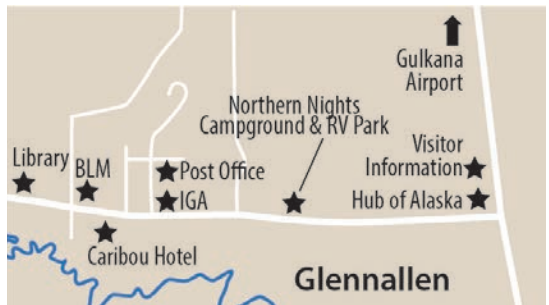 Gulkana
Airport
Northern Nights
Campground & RV Park
Visitor
Information
Library
BLM
Post Office
IGA
Hub of Alaska
Caribou Hotel
Glennallen